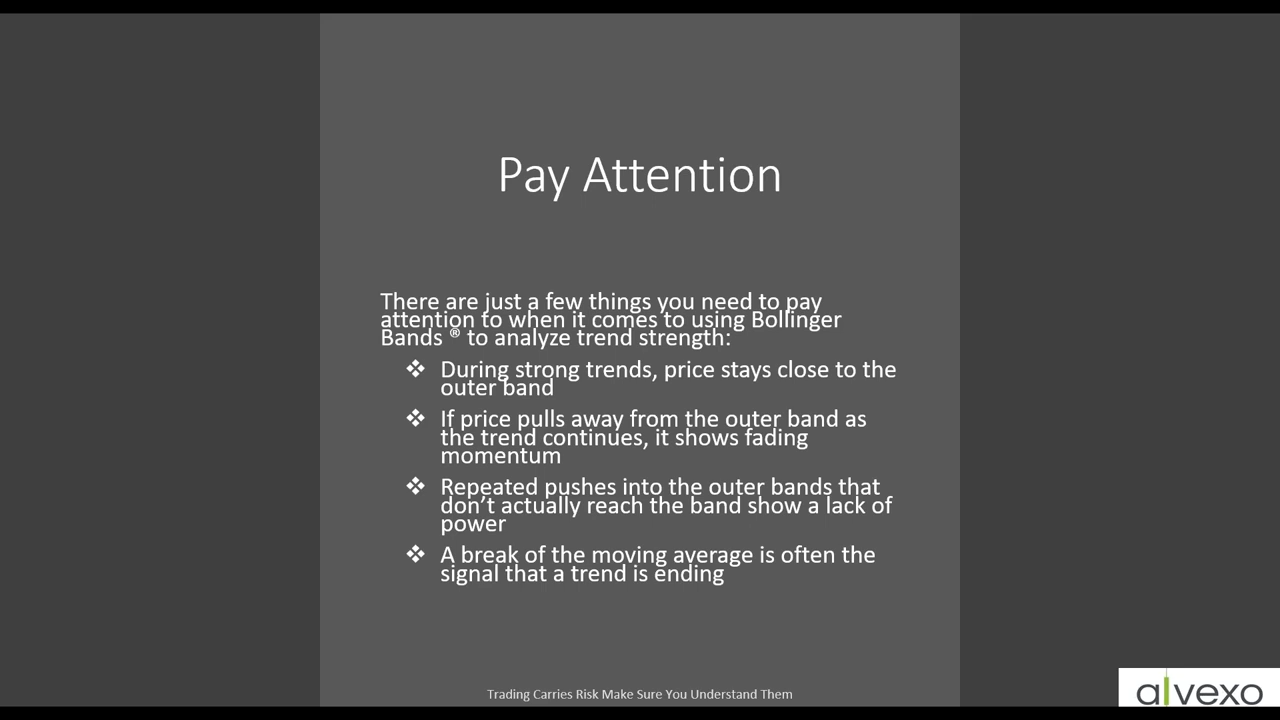 Pay Attention
There are just a few things you need to pay
attention to when it comes to using Bollinger
Bands ® to analyze trend strength:
❖ During strong trends, price stays close to the
outer band
❖ If price pulls away from the outer band as
the trend continues, it shows fading
momentum
❖ Repeated pushes into the outer bands that
don’t actually reach the band show a lack of
power
❖ A break of the moving average is often the
signal that a trend is ending
Trading Carries Risk Make Sure You Understand Them
alvexo